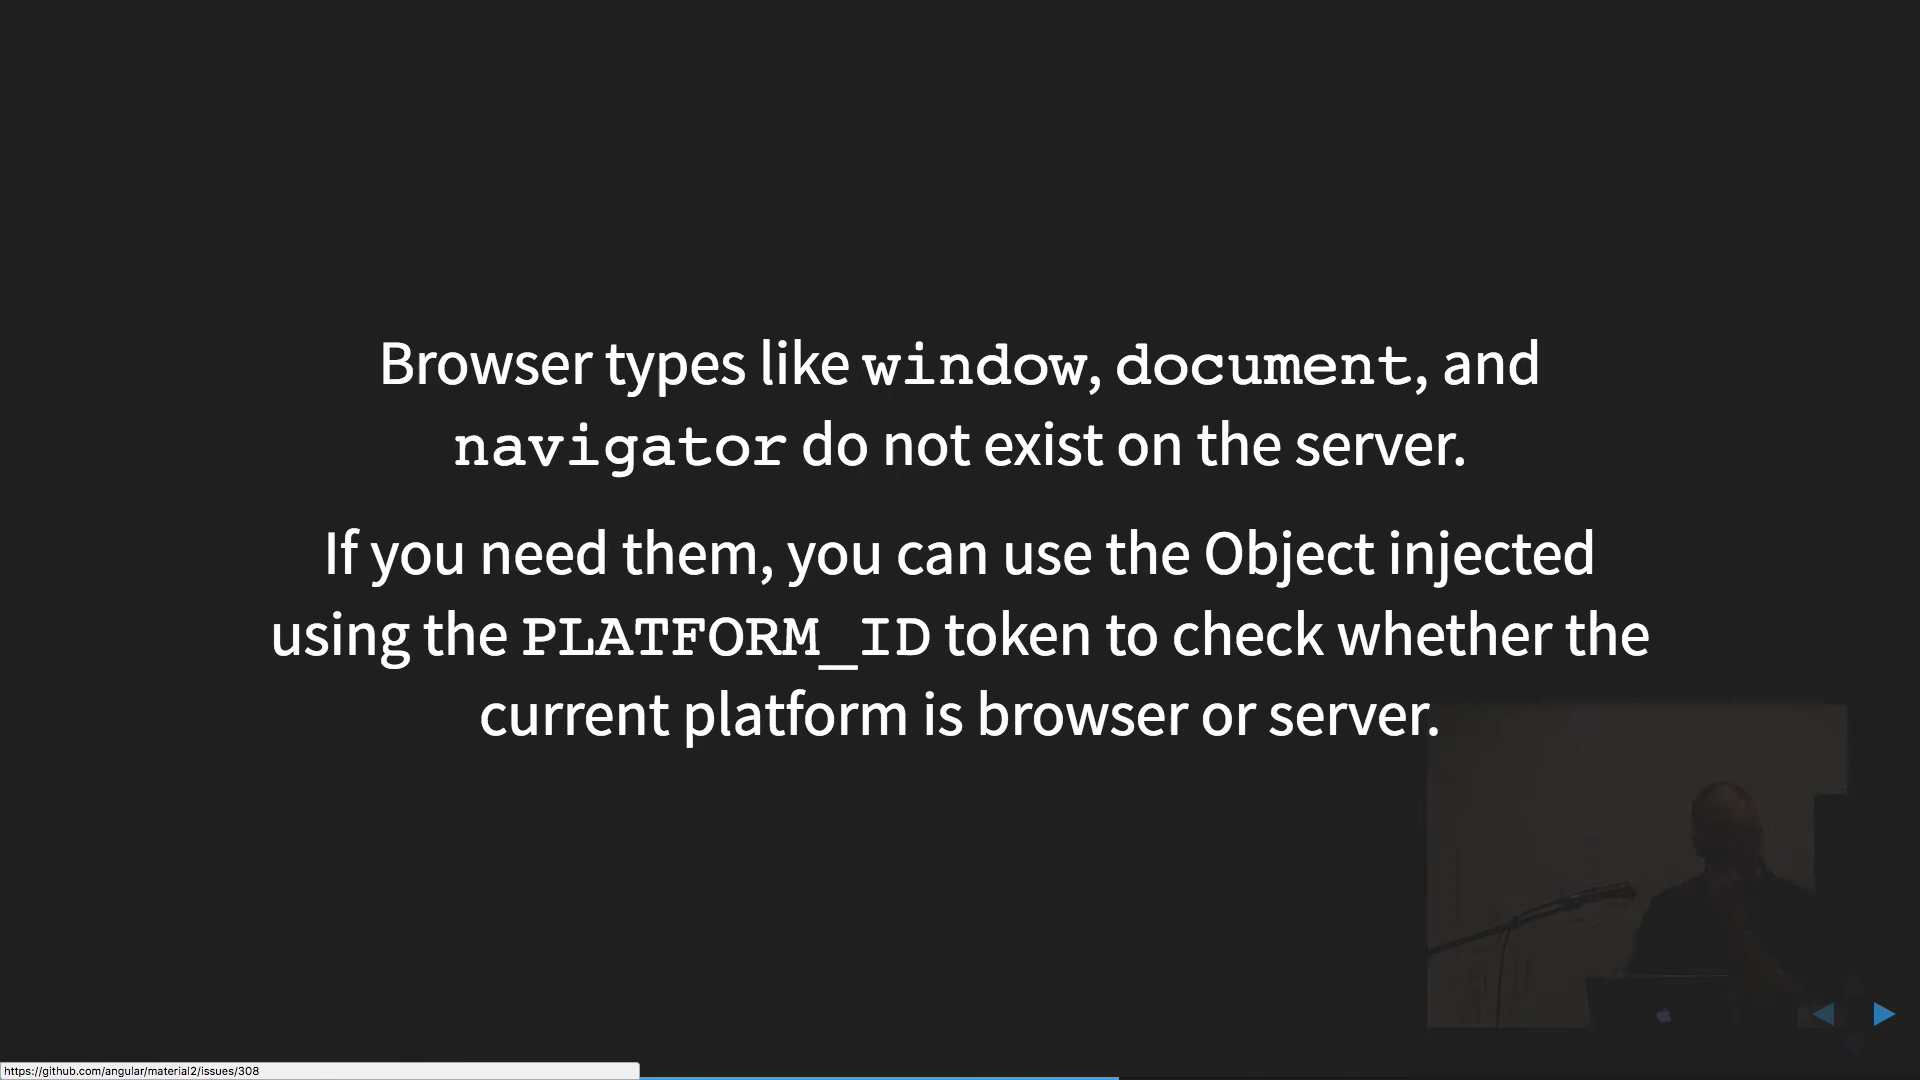 Browser types like window, document, and
navigator do not exist on the server.
If you need them, you can use the Object injected
using the PLATFORM_ID token to check whether the
current platform is browser or server.
https://github.com/angular/material2/issues/308